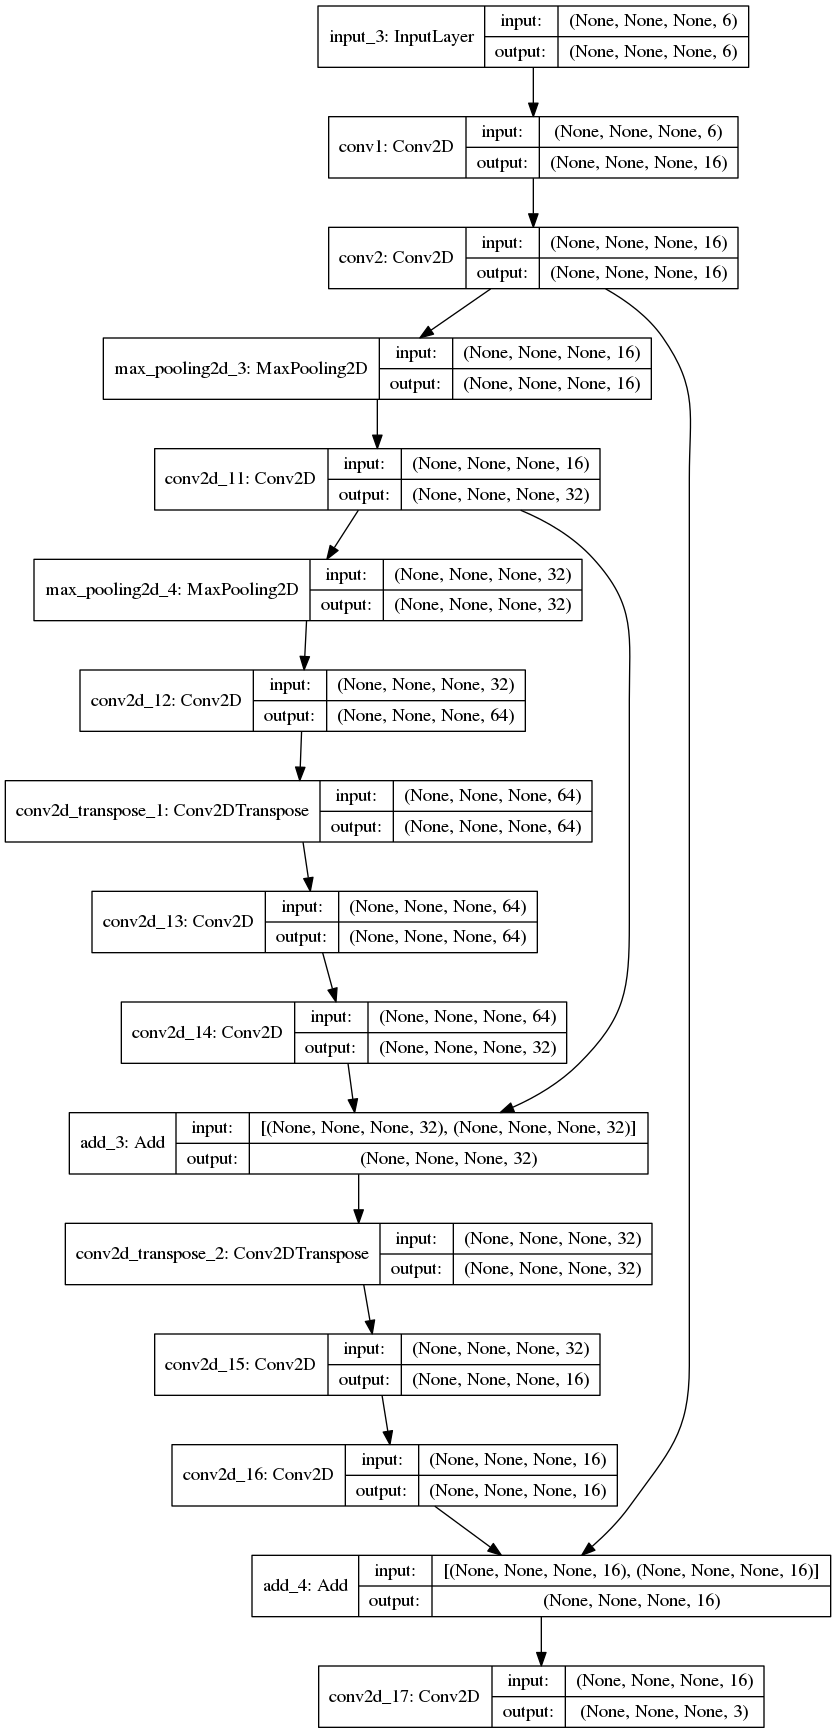 input_3: InputLayer
input: (None, None, None, 6)
output: (None, None, None, 6)
conv1: Conv2D
input: (None, None, None, 6)
output: (None, None, None, 16)
conv2: Conv2D
input: (None, None, None, 16)
output: (None, None, None, 16)
max_pooling2d_3: MaxPooling2D
input: (None, None, None, 16)
output: (None, None, None, 16)
conv2d_11: Conv2D
input: (None, None, None, 16)
output: (None, None, None, 32)
max_pooling2d_4: MaxPooling2D
input: (None, None, None, 32)
output: (None, None, None, 32)
conv2d_12: Conv2D
input: (None, None, None, 32)
output: (None, None, None, 64)
conv2d_transpose_1: Conv2DTranspose
input: (None, None, None, 64)
output: (None, None, None, 64)
conv2d_13: Conv2D
input: (None, None, None, 64)
output: (None, None, None, 64)
conv2d_14: Conv2D
input: (None, None, None, 64)
output: (None, None, None, 32)
add_3: Add
input: [(None, None, None, 32), (None, None, None, 32)]
output: (None, None, None, 32)
conv2d_transpose_2: Conv2DTranspose
input: (None, None, None, 32)
output: (None, None, None, 32)
conv2d_15: Conv2D
input: (None, None, None, 32)
output: (None, None, None, 16)
conv2d_16: Conv2D
input: (None, None, None, 16)
output: (None, None, None, 16)
add_4: Add
input: [(None, None, None, 16), (None, None, None, 16)]
output: (None, None, None, 16)
conv2d_17: Conv2D
input: (None, None, None, 16)
output: (None, None, None, 3)